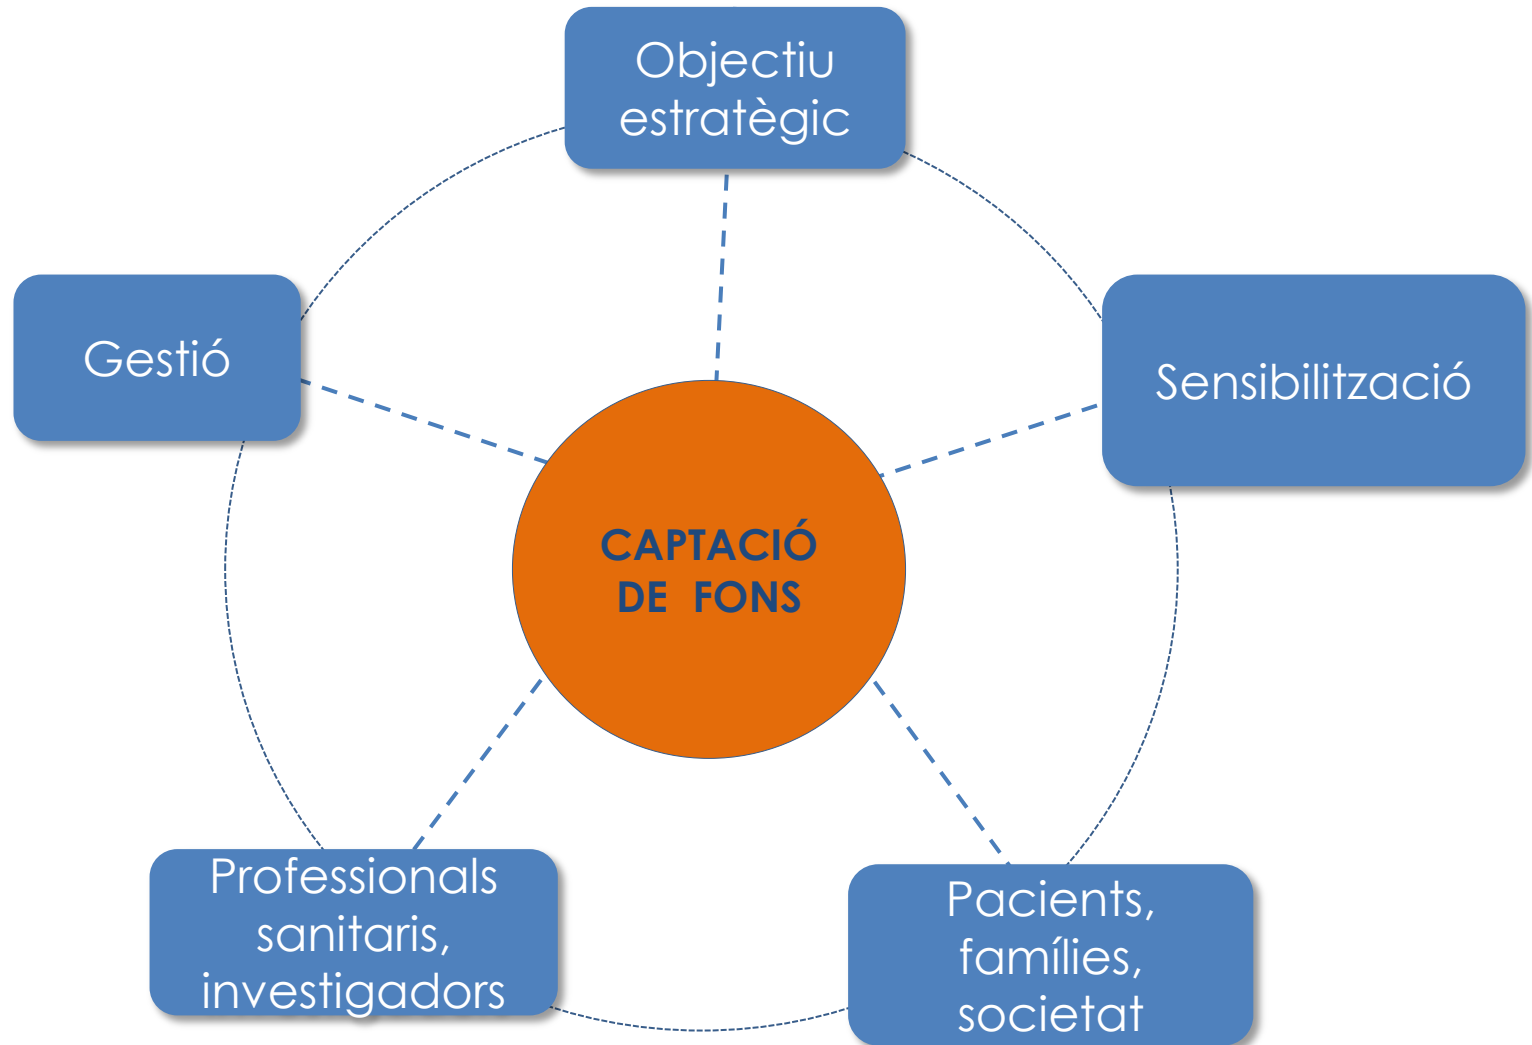 Objectiu
estratègic
Gestió
Sensibilització
CAPTACIÓ
DE FONS
Professionals
sanitaris,
investigadors
Pacients,
famílies,
societat